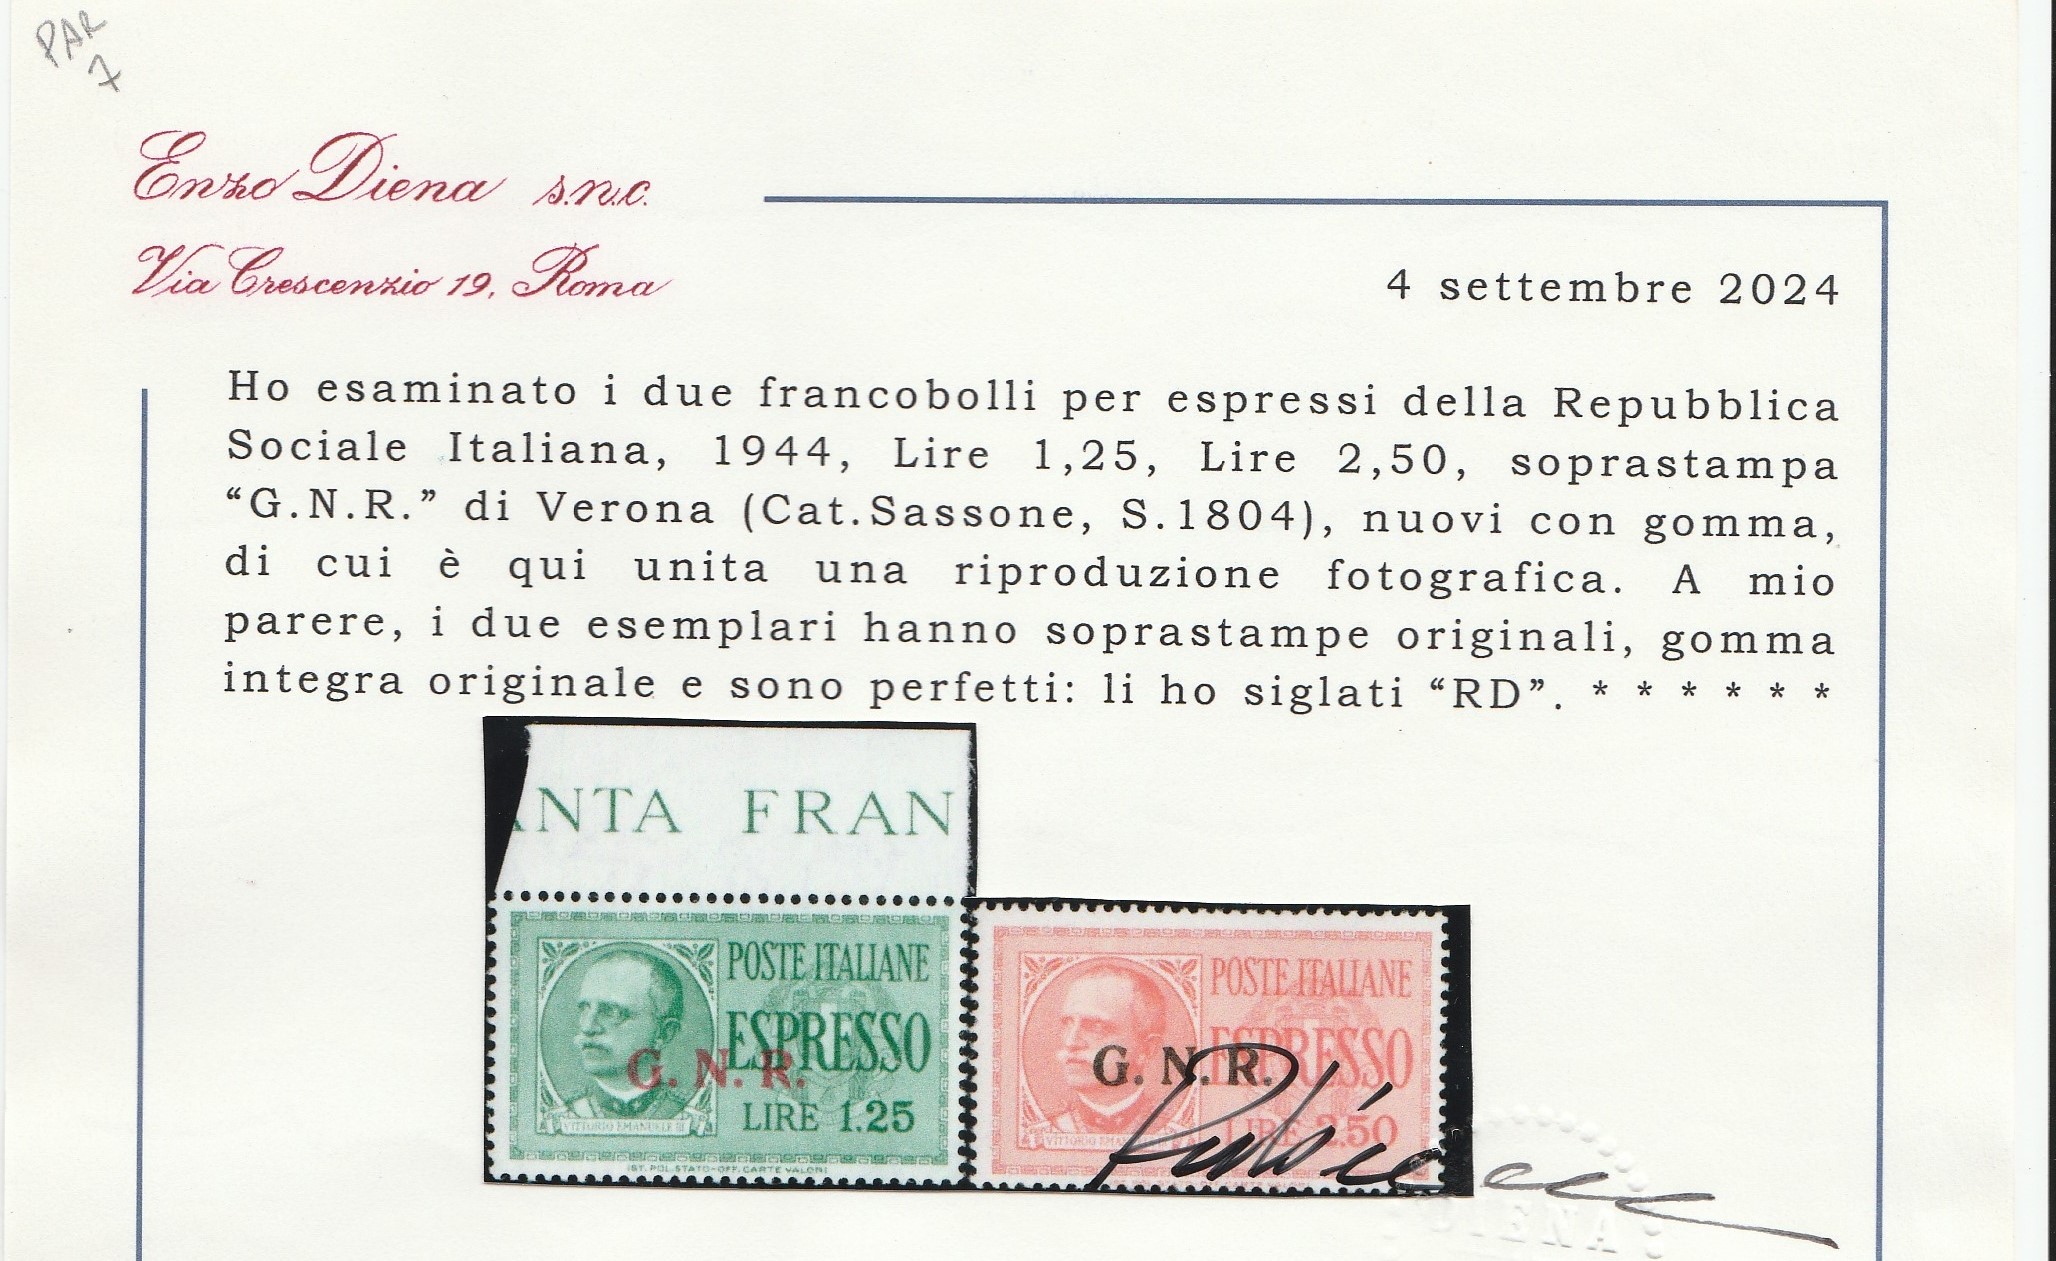 PAR
7
Enzo Diena s.n.c.
Via Crescenzio 19, Roma
4 settembre 2024
Ho esaminato i due francobolli per espressi della Repubblica
Sociale Italiana, 1944, Lire 1,25, Lire 2,50, soprastampa
“G.N.R.” di Verona (Cat.Sassone, S.1804), nuovi con gomma,
di cui è qui unita una riproduzione fotografica. A mio
parere, i due esemplari hanno soprastampe originali, gomma
integra originale e sono perfetti: li ho siglati “RD”. * * * * * *
ANTA FRAN
POSTE ITALIANE
ESPRESSO
G. N. R.
LIRE 1.25
VITTORIO EMANUELE III
IST. POL. STATO-OFF. CARTE VALORI
POSTE ITALIANE
ESPRESSO
G. N. R.
LIRE 2.50
DIENA